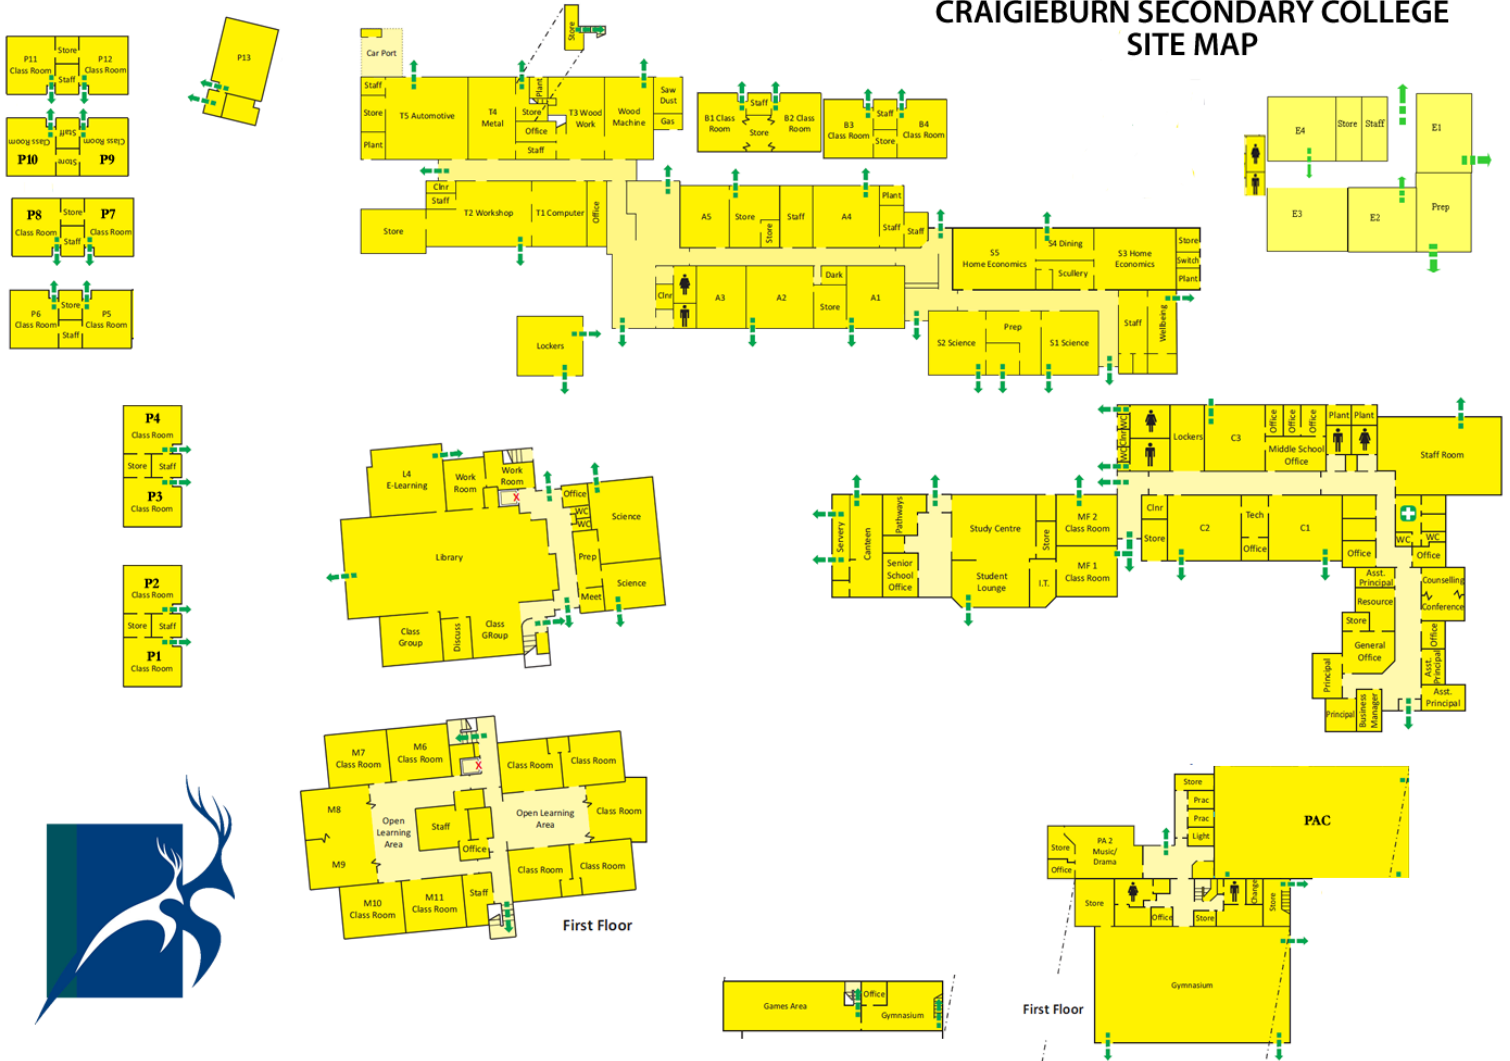 CRAIGIEBURN SECONDARY COLLEGE
SITE MAP
P11
Class Room
Store
Staff
P12
Class Room
P13
Class Room
P10
Staff
Store
Class Room
P9
P8
Class Room
Store
Staff
P7
Class Room
P6
Class Room
Store
Staff
P5
Class Room
P4
Class Room
Store
Staff
P3
Class Room
P2
Class Room
Store
Staff
P1
Class Room
Car Port
Store
Staff
Store
Plant
T5 Automotive
T4
Metal
Plant
Store
Office
Staff
T3 Wood
Work
Wood
Machine
Saw
Dust
Gas
Clnr
Staff
Store
T2 Workshop
T1 Computer
Office
B1 Class
Room
Staff
Store
B2 Class
Room
B3
Class Room
Staff
Store
B4
Class Room
A5
Store
Store
Staff
A4
Plant
Staff
Staff
Clnr
A3
A2
Dark
Store
A1
Lockers
S5
Home Economics
S4 Dining
Scullery
S3 Home
Economics
Store
Switch
Plant
S2 Science
Prep
S1 Science
Staff
Wellbeing
E4
Store
Staff
E1
E3
E2
Prep
L4
E-Learning
Work
Room
Work
Room
X
Library
Office
WC
WC
Science
Prep
Meet
Science
Class
Group
Discuss
Class
GRoup
WC
Clnr
WC
Lockers
C3
Office
Office
Office
Middle School
Office
Plant
Plant
Staff Room
Servery
Canteen
Pathways
Senior
School
Office
Study Centre
Student
Lounge
Store
I.T.
MF 2
Class Room
MF 1
Class Room
Clnr
Store
C2
Tech
Office
C1
Office
WC
WC
Office
Asst.
Principal
Resource
Store
General
Office
Counselling
Conference
Office
Asst.
Principal
Asst.
Principal
Principal
Principal
Business
Manager
M7
Class Room
M6
Class Room
X
Class Room
Class Room
M8
M9
Open
Learning
Area
Staff
Office
Open Learning
Area
Class Room
M10
Class Room
M11
Class Room
Staff
Class Room
Class Room
First Floor
Store
Prac
Prac
Light
PAC
Store
Office
PA 2
Music/
Drama
Store
Office
Store
Change
Store
Gymnasium
First Floor
Games Area
Office
Gymnasium